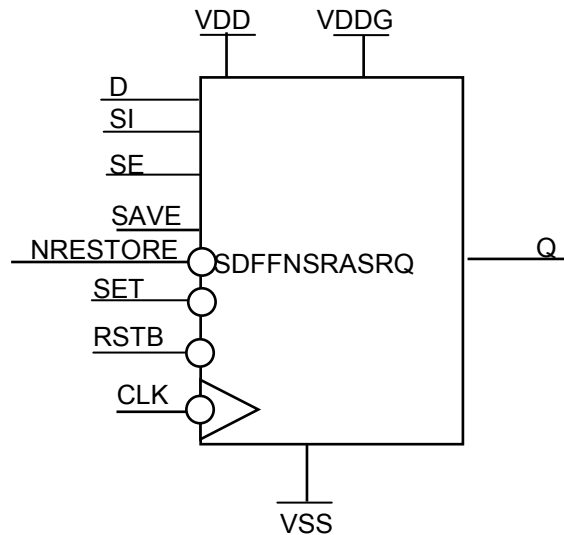 VDD VDDG
D
SI
SE
SAVE
NRESTORE SDFFNSRASRQ Q
SET
RSTB
CLK
VSS